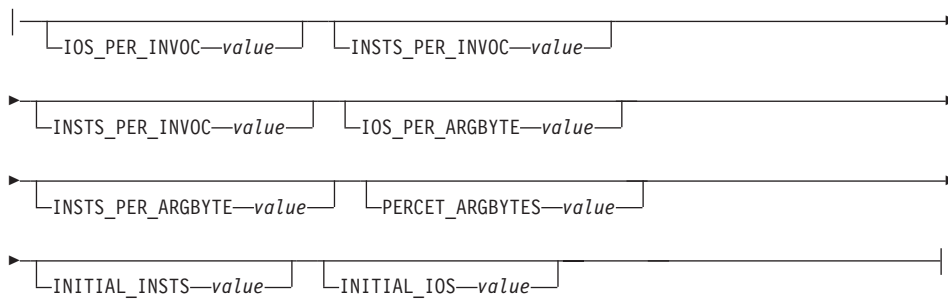 IOS_PER_INVOC value INSTS_PER_INVOC value
INSTS_PER_INVOC value IOS_PER_ARGBYTE value
INSTS_PER_ARGBYTE value PERCET_ARGBYTES value
INITIAL_INSTS value INITIAL_IOS value